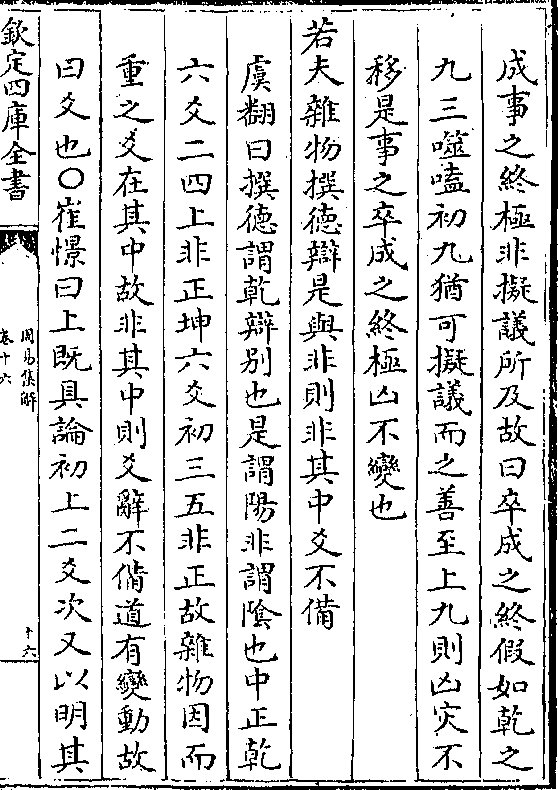 成事之終極非擬議所及故曰卒成之終假如乾之
九三噬嗑初九猶可擬議而之善至上九則凶灾不
移是事之卒成之終極凶不變也
若夫雜物撰德辯是與非則非其中爻不備
虞翻曰撰德謂乾辯别也是謂陽非謂隂也中正乾
六爻二四上非正坤六爻初三五非正故雜物因而
重之爻在其中故非其中則爻辭不備道有變動故
曰爻也〇崔憬曰上既具論初上二爻次又以明其
欽定四庫全書
周易集解
卷十六
十六